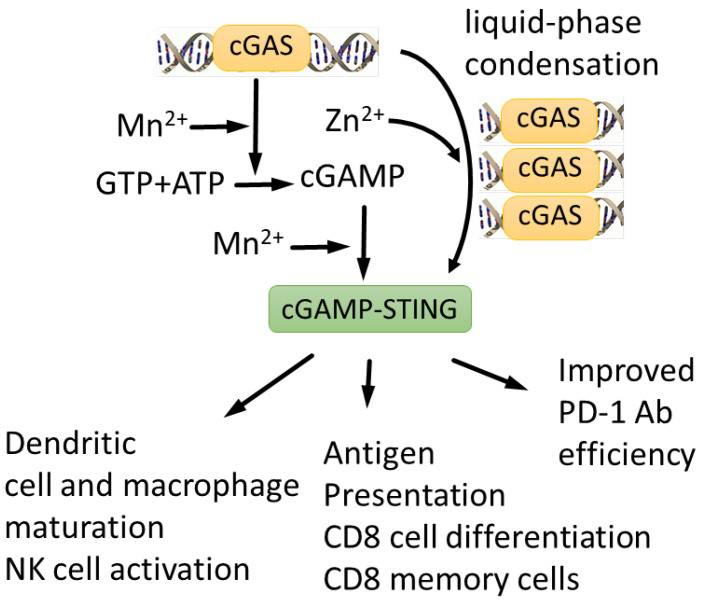 cGAS
liquid-phase
condensation
Mn²⁺
Zn²⁺
cGAS
cGAS
cGAS
GTP+ATP
cGAMP
Mn²⁺
cGAMP-STING
Dendritic
cell and macrophage
maturation
NK cell activation
Antigen
Presentation
CD8 cell differentiation
CD8 memory cells
Improved
PD-1 Ab
efficiency